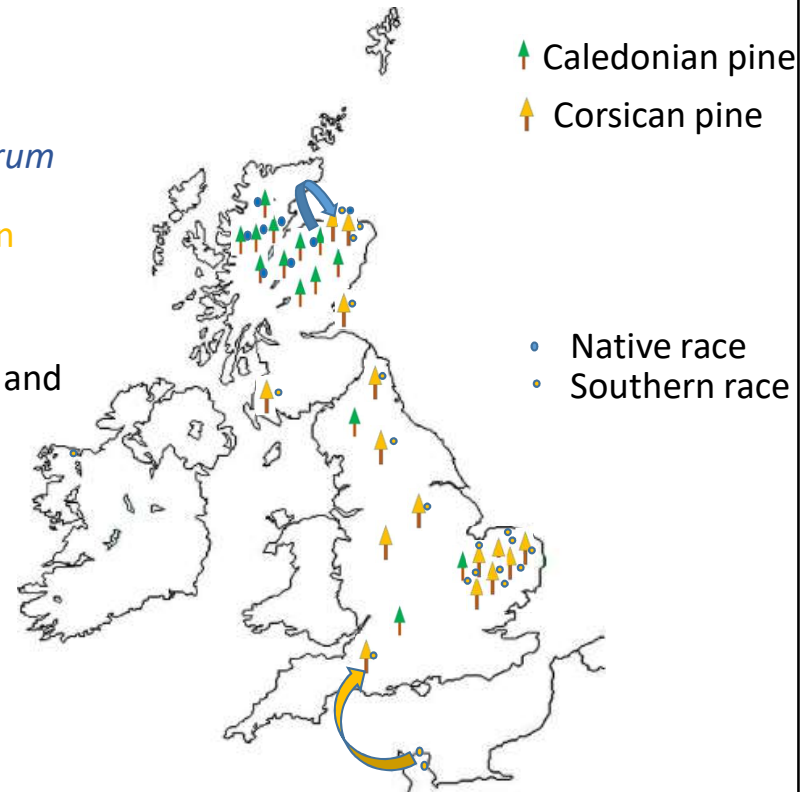 Caledonian pine
Corsican pine
rum
n
and
Native race
Southern race